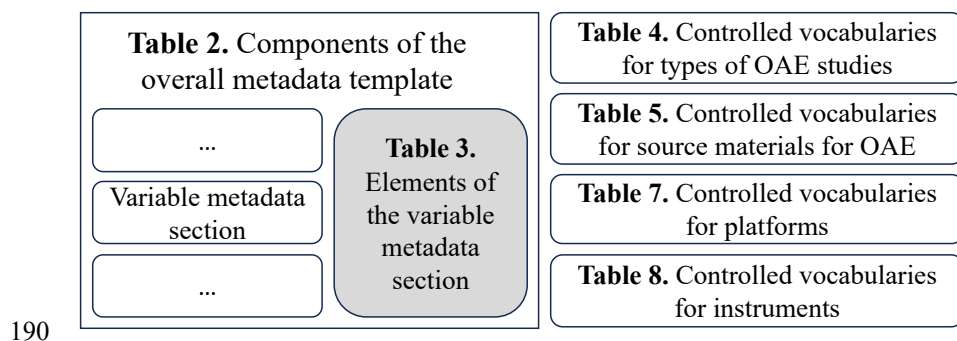 Table 2. Components of the
overall metadata template
...
Variable metadata
section
...
Table 3.
Elements of
the variable
metadata
section
Table 4. Controlled vocabularies
for types of OAE studies
Table 5. Controlled vocabularies
for source materials for OAE
Table 7. Controlled vocabularies
for platforms
Table 8. Controlled vocabularies
for instruments
190